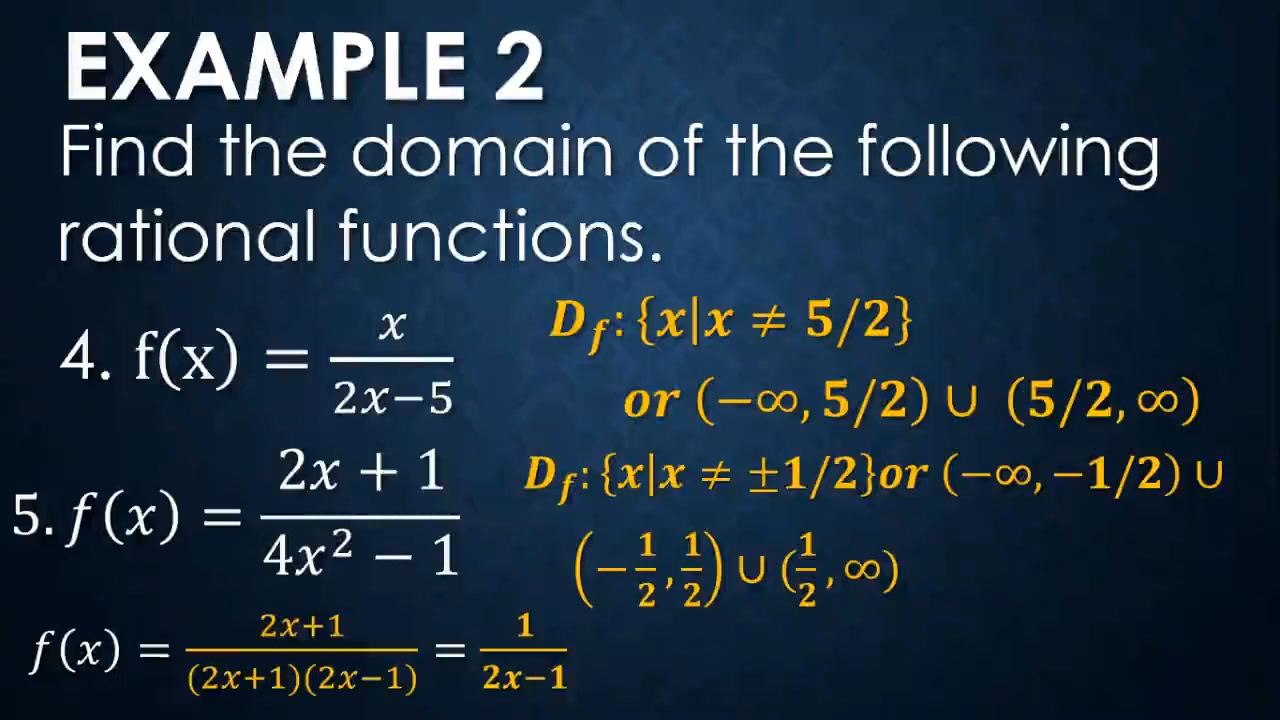 EXAMPLE 2
Find the domain of the following
rational functions.
4. f(x) = x/(2x−5)
D_f: {x|x ≠ 5/2}
or (−∞, 5/2) ∪ (5/2, ∞)
5. f(x) = (2x + 1)/(4x² − 1)
D_f: {x|x ≠ ±1/2}or (−∞, −1/2) ∪
(−1/2, 1/2) ∪ (1/2, ∞)
f(x) = (2x+1)/((2x+1)(2x−1)) = 1/(2x−1)